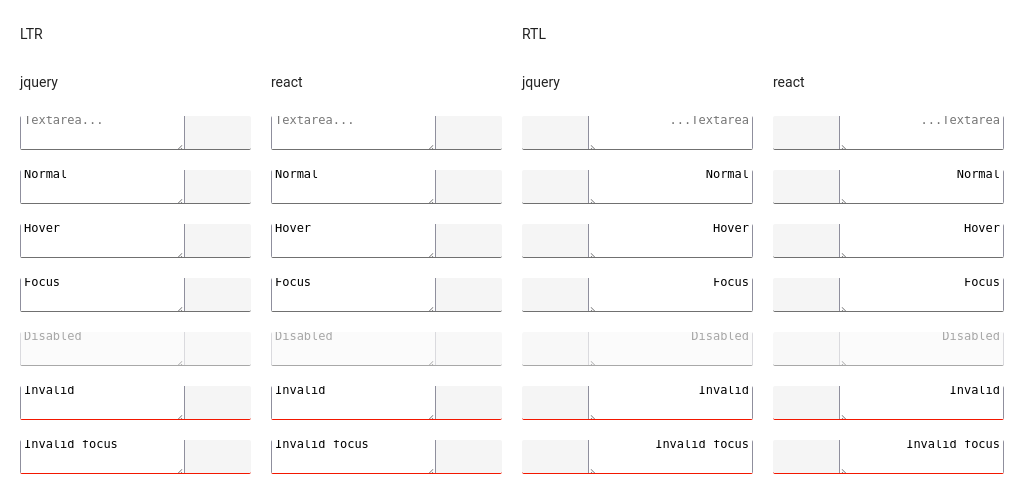 LTR RTL
jquery react jquery react
Textarea... Textarea... ...Textarea ...Textarea
Normal Normal Normal Normal
Hover Hover Hover Hover
Focus Focus Focus Focus
Disabled Disabled Disabled Disabled
Invalid Invalid Invalid Invalid
Invalid focus Invalid focus Invalid focus Invalid focus